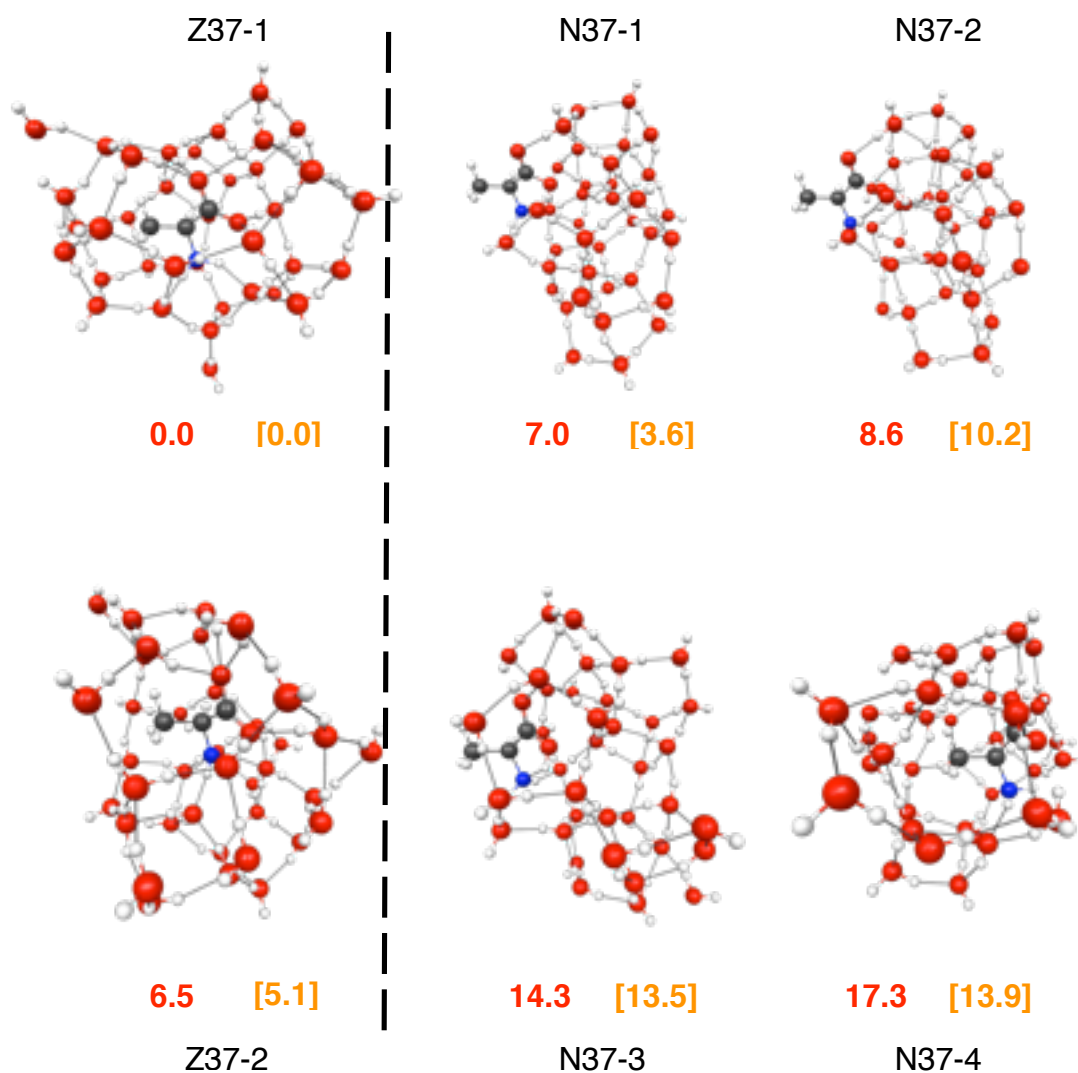 Z37-1 N37-1 N37-2
0.0 [0.0] 7.0 [3.6] 8.6 [10.2]
6.5 [5.1] 14.3 [13.5] 17.3 [13.9]
Z37-2 N37-3 N37-4